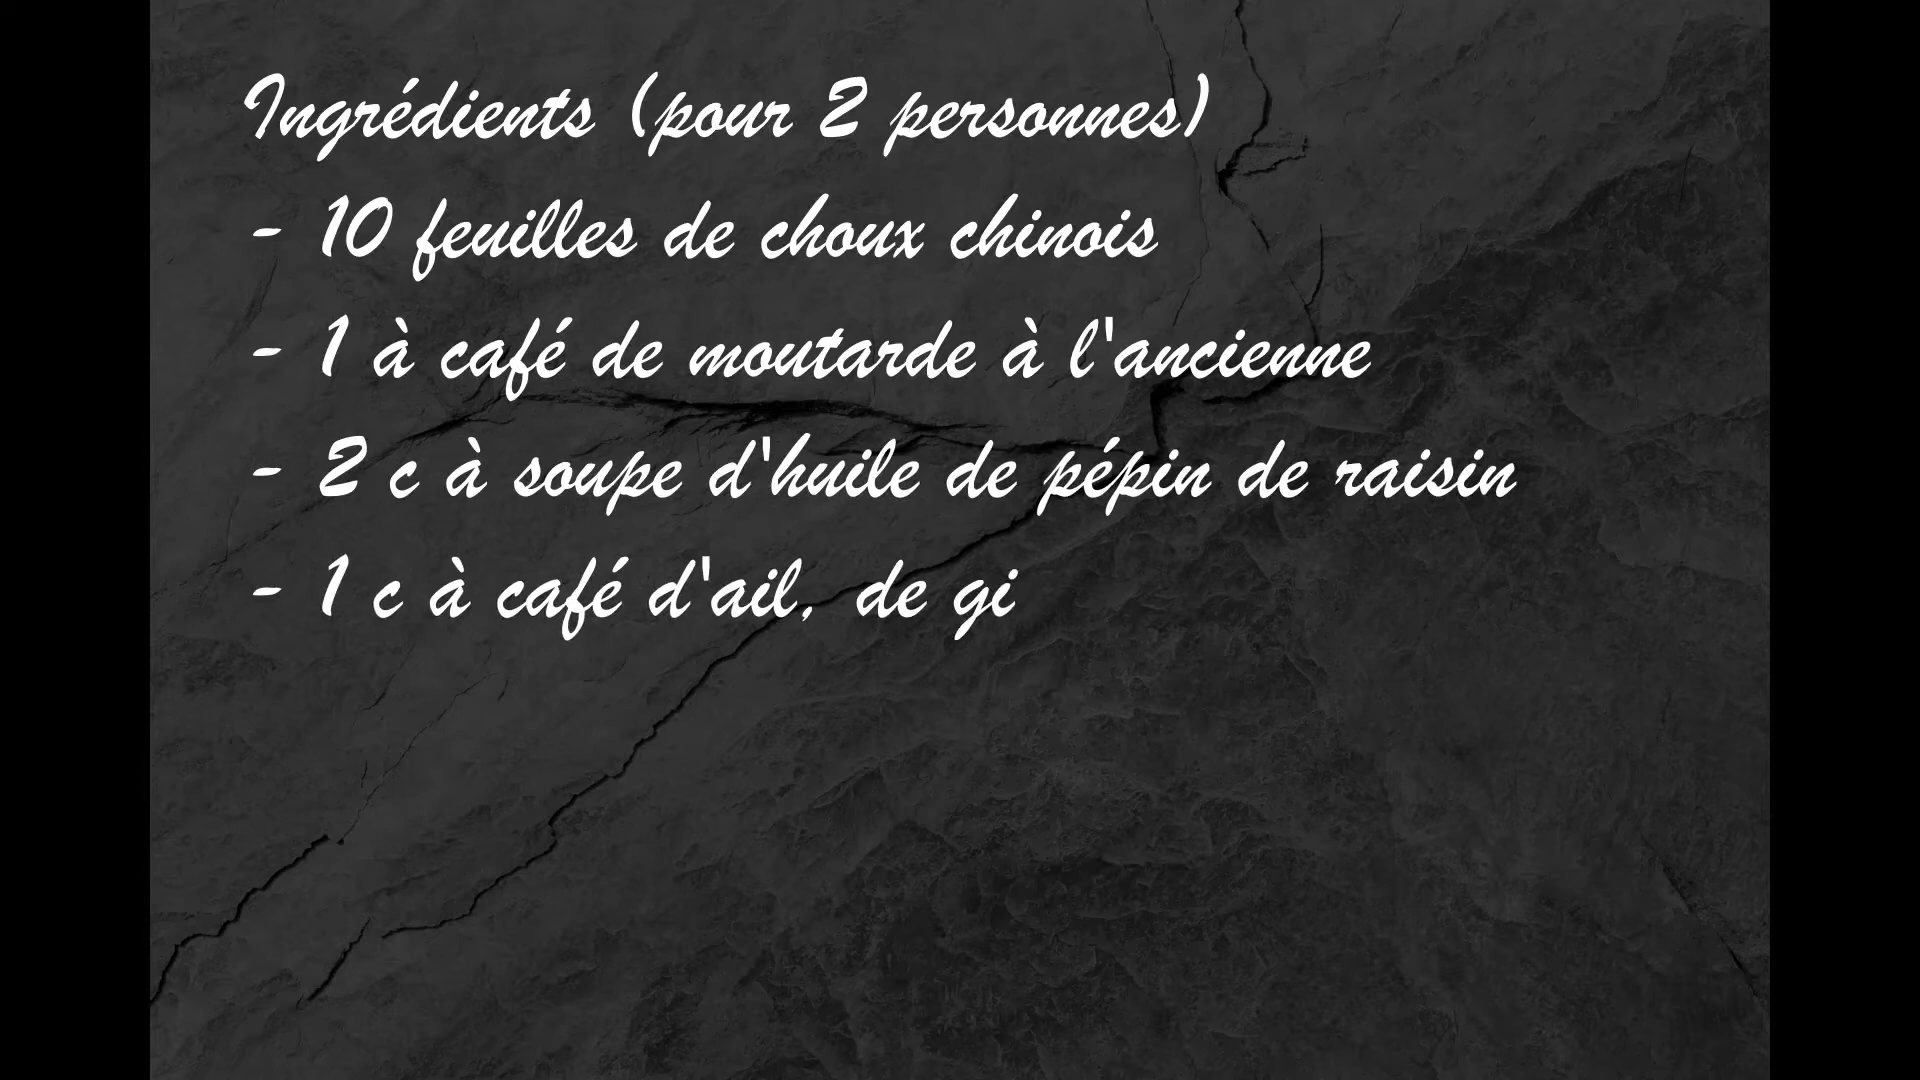 Ingrédients (pour 2 personnes)
- 10 feuilles de choux chinois
- 1 à café de moutarde à l'ancienne
- 2 c à soupe d'huile de pépin de raisin
- 1 c à café d'ail, de gi